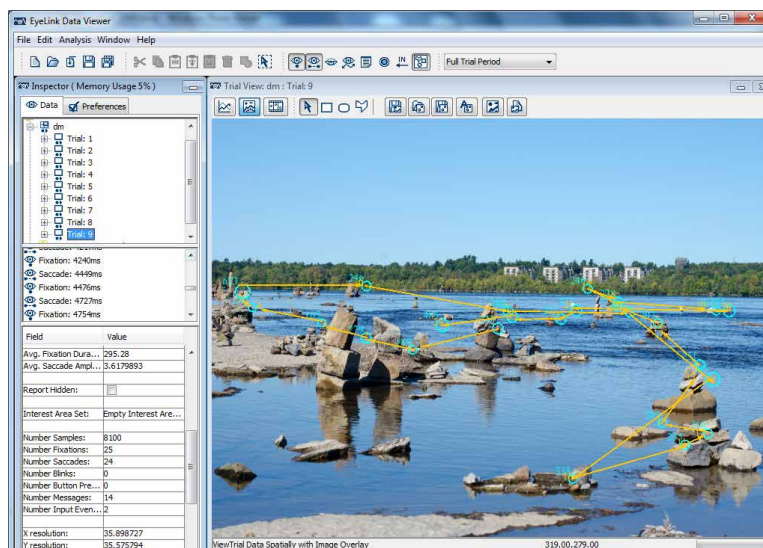 EyeLink Data Viewer
File Edit Analysis Window Help
Full Trial Period
Inspector ( Memory Usage 5% )
Data Preferences
dm
Trial: 1
Trial: 2
Trial: 3
Trial: 4
Trial: 5
Trial: 6
Trial: 7
Trial: 8
Trial: 9
Fixation: 4240ms
Saccade: 4449ms
Fixation: 4476ms
Saccade: 4727ms
Fixation: 4754ms
Field Value
Avg. Fixation Dura... 295.28
Avg. Saccade Ampl... 3.6179893
Report Hidden:
Interest Area Set: Empty Interest Are...
Number Samples: 8100
Number Fixations: 25
Number Saccades: 24
Number Blinks: 0
Number Button Pre... 0
Number Messages: 14
Number Input Even... 2
X resolution: 35.898727
Y resolution: 35.575794
Trial View: dm : Trial: 9
IN
ViewTrial Data Spatially with Image Overlay 319.00,279.00